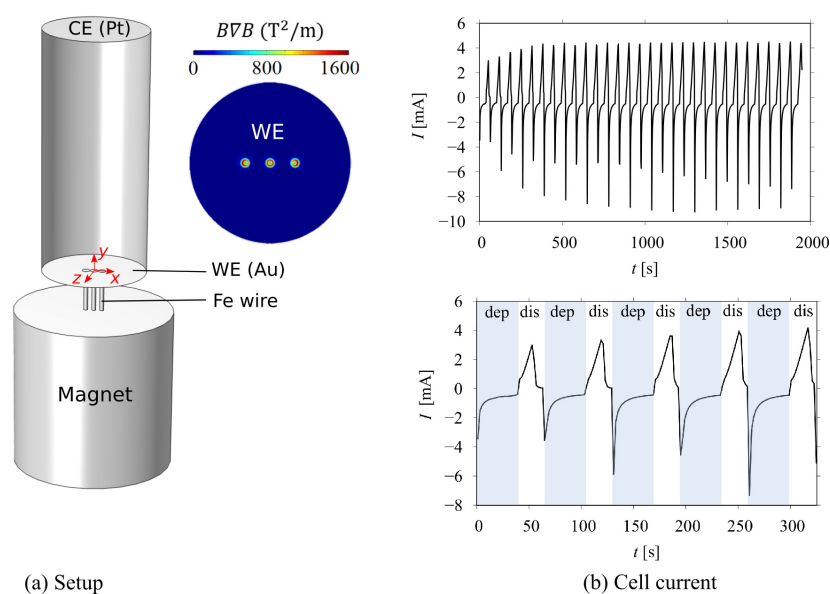 CE (Pt)
B∇B (T²/m)
0 800 1600
WE
y
z x
WE (Au)
Fe wire
Magnet
(a) Setup
6
4
2
0
−2
−4
−6
−8
−10
I [mA]
0 500 1000 1500 2000
t [s]
6
4
2
0
−2
−4
−6
−8
I [mA]
dep dis dep dis dep dis dep dis dep dis
0 50 100 150 200 250 300
t [s]
(b) Cell current